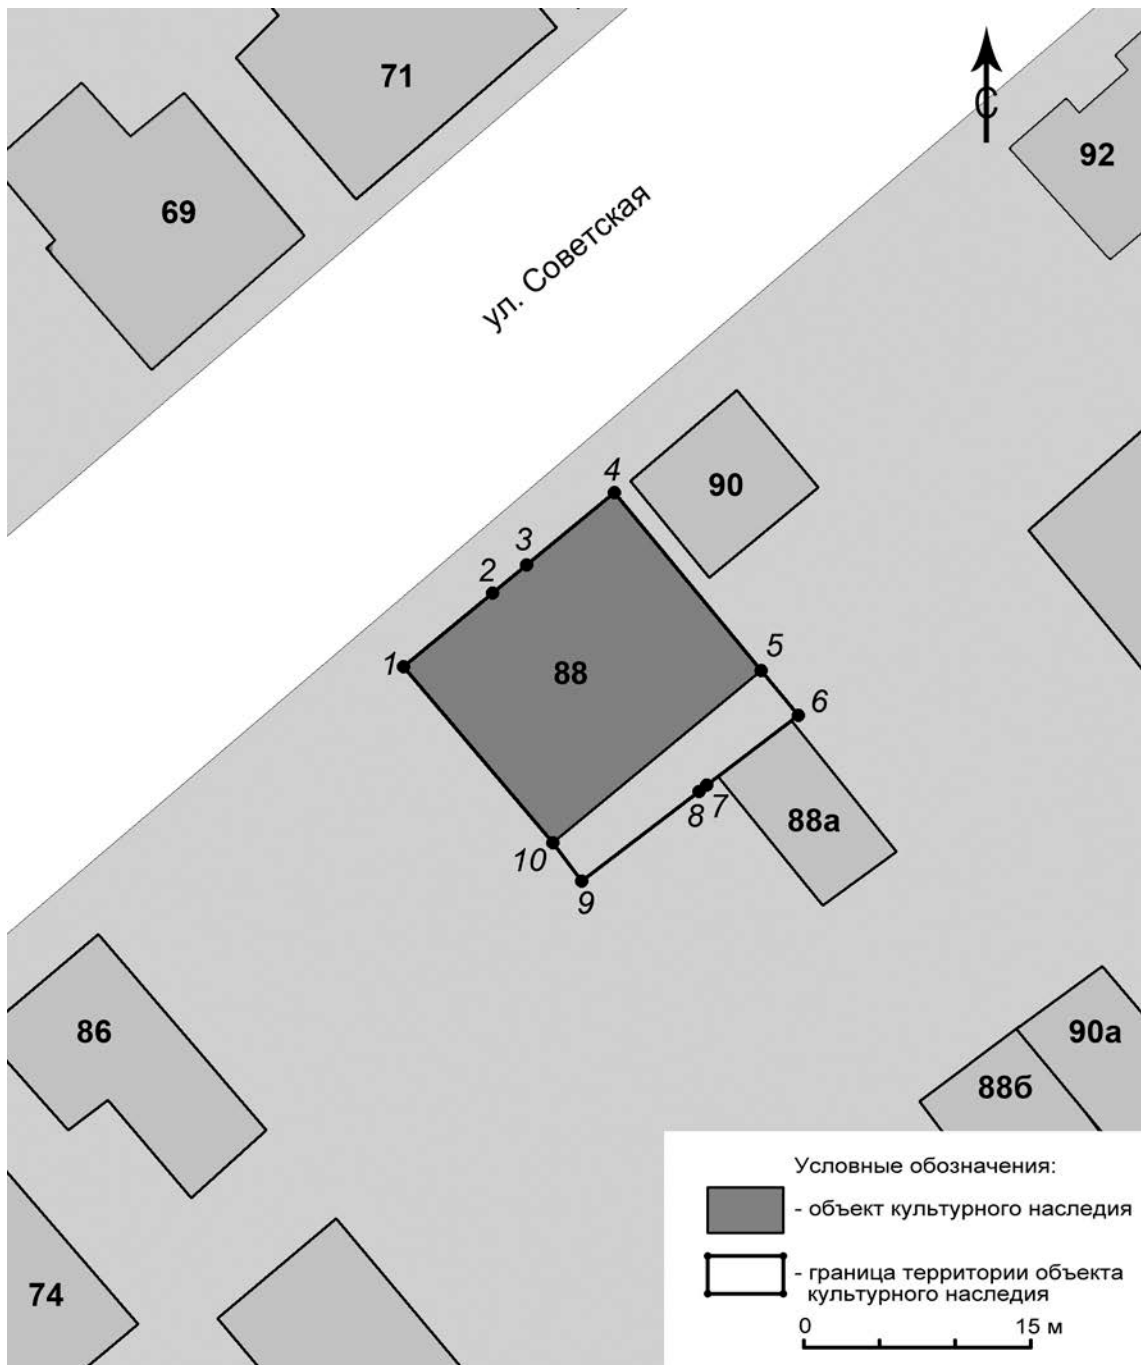 71
С
92
69
ул. Советская
4
90
3
2
1
88
5
6
7
8
88а
10
9
86
90а
88б
74
Условные обозначения:
- объект культурного наследия
- граница территории объекта
культурного наследия
0 15 м